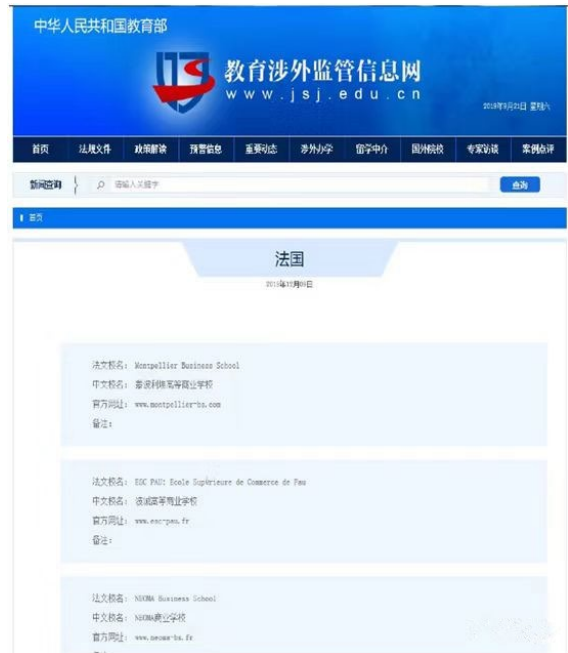 中华人民共和国教育部
教育涉外监管信息网
www.jsj.edu.cn
首页 法规文件 政策解读 预警信息 重要动态 涉外办学 留学中介 国外院校 专家访谈 案例点评
新闻查询 请输入关键字 查询
首页
法国
法文校名: Montpellier Business School
中文校名: 蒙彼利埃高等商业学校
官方网址: www.montpellier-bs.com
备注:
法文校名: ESC PAU: Ecole Supérieure de Commerce de Pau
中文校名: 波城高等商业学校
官方网址: www.esc-pau.fr
备注:
法文校名: NEOMA Business School
中文校名: NEOMA商业学校
官方网址: www.neoma-bs.fr